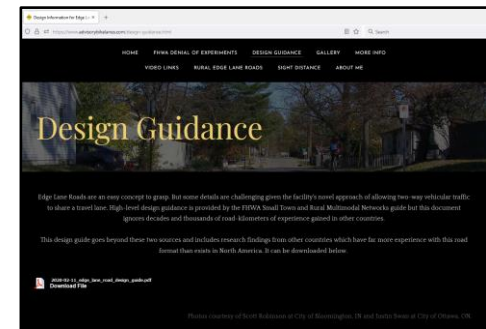 Design Information for Edge La
https://www.advisorybikelanes.com/design-guidance.html
Search
HOME FHWA DENIAL OF EXPERIMENTS DESIGN GUIDANCE GALLERY MORE INFO
VIDEO LINKS RURAL EDGE LANE ROADS SIGHT DISTANCE ABOUT ME
Design Guidance
Edge Lane Roads are an easy concept to grasp. But some details are challenging given the facility's novel approach of allowing two-way vehicular traffic
to share a travel lane. High-level design guidance is provided by the FHWA Small Town and Rural Multimodal Networks guide but this document
ignores decades and thousands of road-kilometers of experience gained in other countries.
This design guide goes beyond these two sources and includes research findings from other countries which have far more experience with this road
format than exists in North America. It can be downloaded below.
Download File
Photos courtesy of Scott Robinson at City of Bloomington, IN and Justin Swan at City of Ottawa, ON.